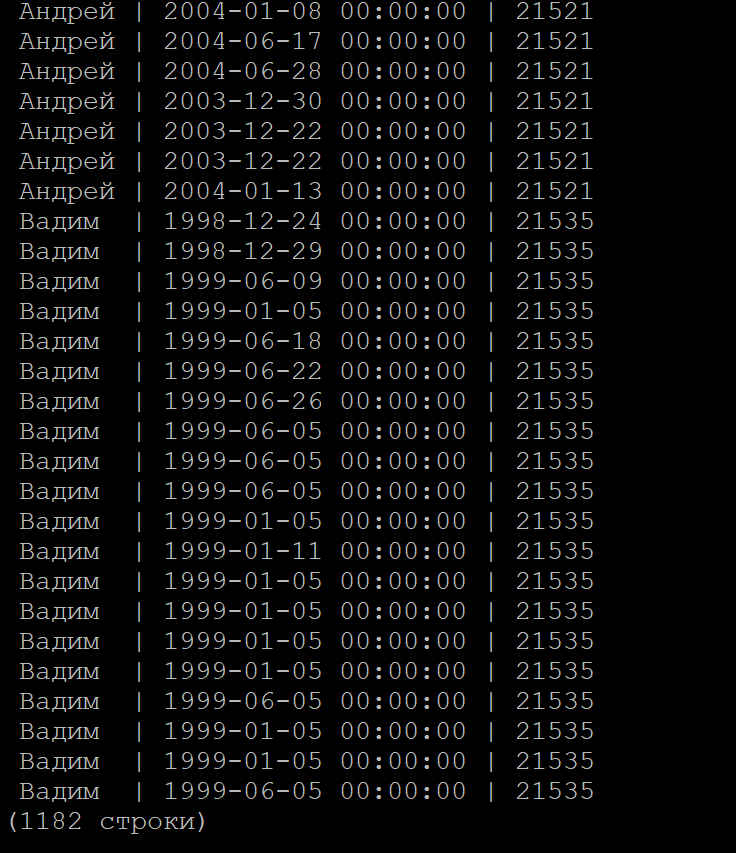 Андрей | 2004-01-08 00:00:00 | 21521
Андрей | 2004-06-17 00:00:00 | 21521
Андрей | 2004-06-28 00:00:00 | 21521
Андрей | 2003-12-30 00:00:00 | 21521
Андрей | 2003-12-22 00:00:00 | 21521
Андрей | 2003-12-22 00:00:00 | 21521
Андрей | 2004-01-13 00:00:00 | 21521
Вадим  | 1998-12-24 00:00:00 | 21535
Вадим  | 1998-12-29 00:00:00 | 21535
Вадим  | 1999-06-09 00:00:00 | 21535
Вадим  | 1999-01-05 00:00:00 | 21535
Вадим  | 1999-06-18 00:00:00 | 21535
Вадим  | 1999-06-22 00:00:00 | 21535
Вадим  | 1999-06-26 00:00:00 | 21535
Вадим  | 1999-06-05 00:00:00 | 21535
Вадим  | 1999-06-05 00:00:00 | 21535
Вадим  | 1999-06-05 00:00:00 | 21535
Вадим  | 1999-01-05 00:00:00 | 21535
Вадим  | 1999-01-11 00:00:00 | 21535
Вадим  | 1999-01-05 00:00:00 | 21535
Вадим  | 1999-01-05 00:00:00 | 21535
Вадим  | 1999-01-05 00:00:00 | 21535
Вадим  | 1999-01-05 00:00:00 | 21535
Вадим  | 1999-06-05 00:00:00 | 21535
Вадим  | 1999-01-05 00:00:00 | 21535
Вадим  | 1999-01-05 00:00:00 | 21535
Вадим  | 1999-06-05 00:00:00 | 21535
(1182 строки)